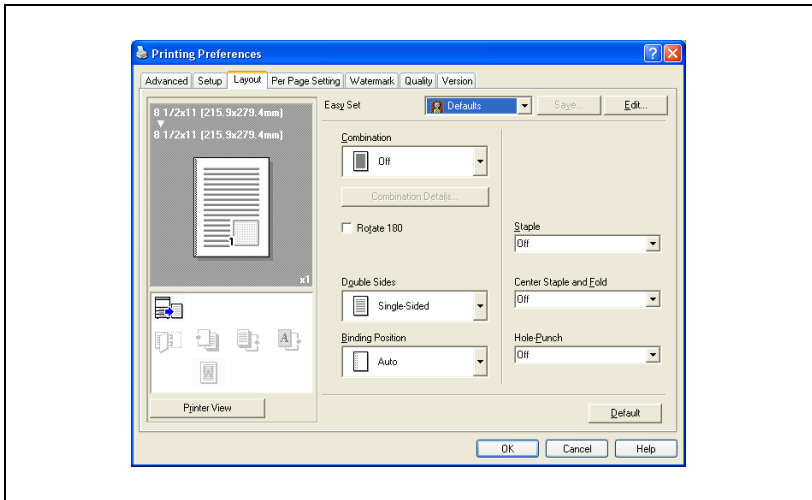 Printing Preferences
Advanced Setup Layout Per Page Setting Watermark Quality Version
8 1/2x11 (215.9x279.4mm)
8 1/2x11 (215.9x279.4mm)
1
x1
A
Printer View
Easy Set Defaults Save... Edit...
Combination
Off
Combination Details...
Rotate 180
Double Sides
Single-Sided
Binding Position
Auto
Staple
Off
Center Staple and Fold
Off
Hole-Punch
Off
Default
OK Cancel Help